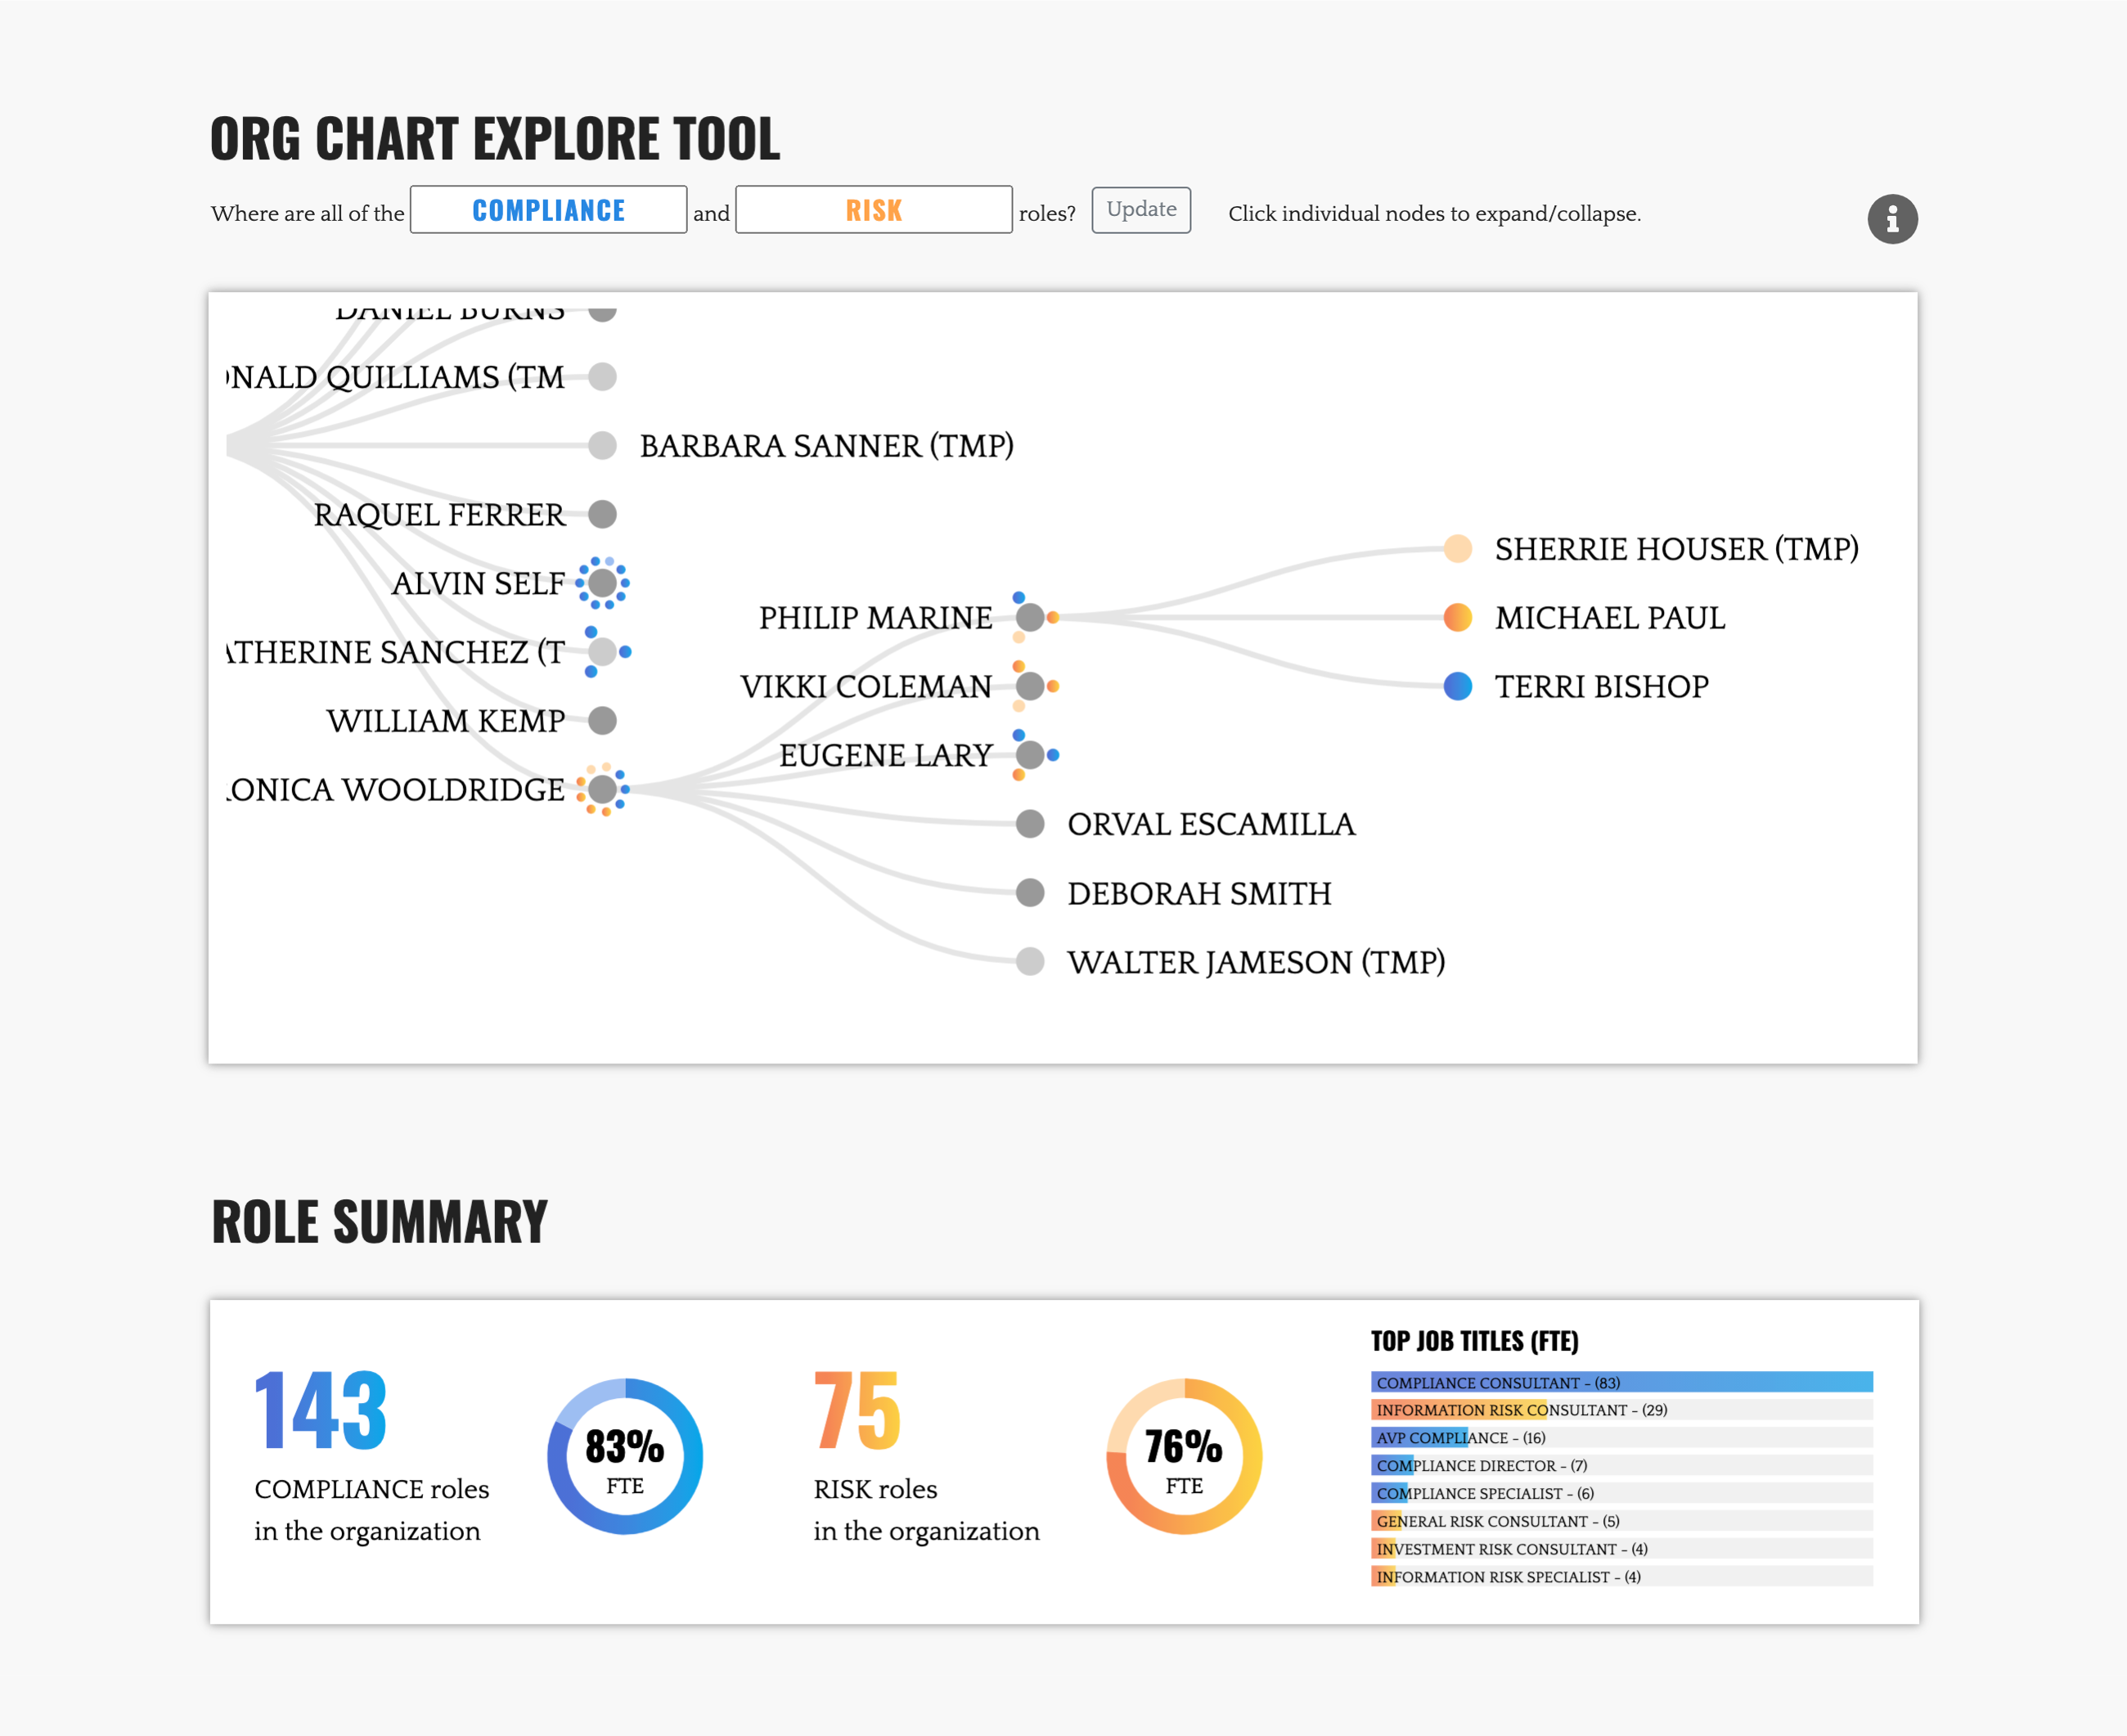 ORG CHART EXPLORE TOOL
Where are all of the COMPLIANCE and RISK roles? Update Click individual nodes to expand/collapse.
DANIEL BURNS
ONALD QUILLIAMS (TM
BARBARA SANNER (TMP)
RAQUEL FERRER
SHERRIE HOUSER (TMP)
ALVIN SELF
PHILIP MARINE
MICHAEL PAUL
ATHERINE SANCHEZ (T
VIKKI COLEMAN
TERRI BISHOP
WILLIAM KEMP
EUGENE LARY
ONICA WOOLDRIDGE
ORVAL ESCAMILLA
DEBORAH SMITH
WALTER JAMESON (TMP)
ROLE SUMMARY
143
COMPLIANCE roles
in the organization
83%
FTE
75
RISK roles
in the organization
76%
FTE
TOP JOB TITLES (FTE)
COMPLIANCE CONSULTANT - (83)
INFORMATION RISK CONSULTANT - (29)
AVP COMPLIANCE - (16)
COMPLIANCE DIRECTOR - (7)
COMPLIANCE SPECIALIST - (6)
GENERAL RISK CONSULTANT - (5)
INVESTMENT RISK CONSULTANT - (4)
INFORMATION RISK SPECIALIST - (4)